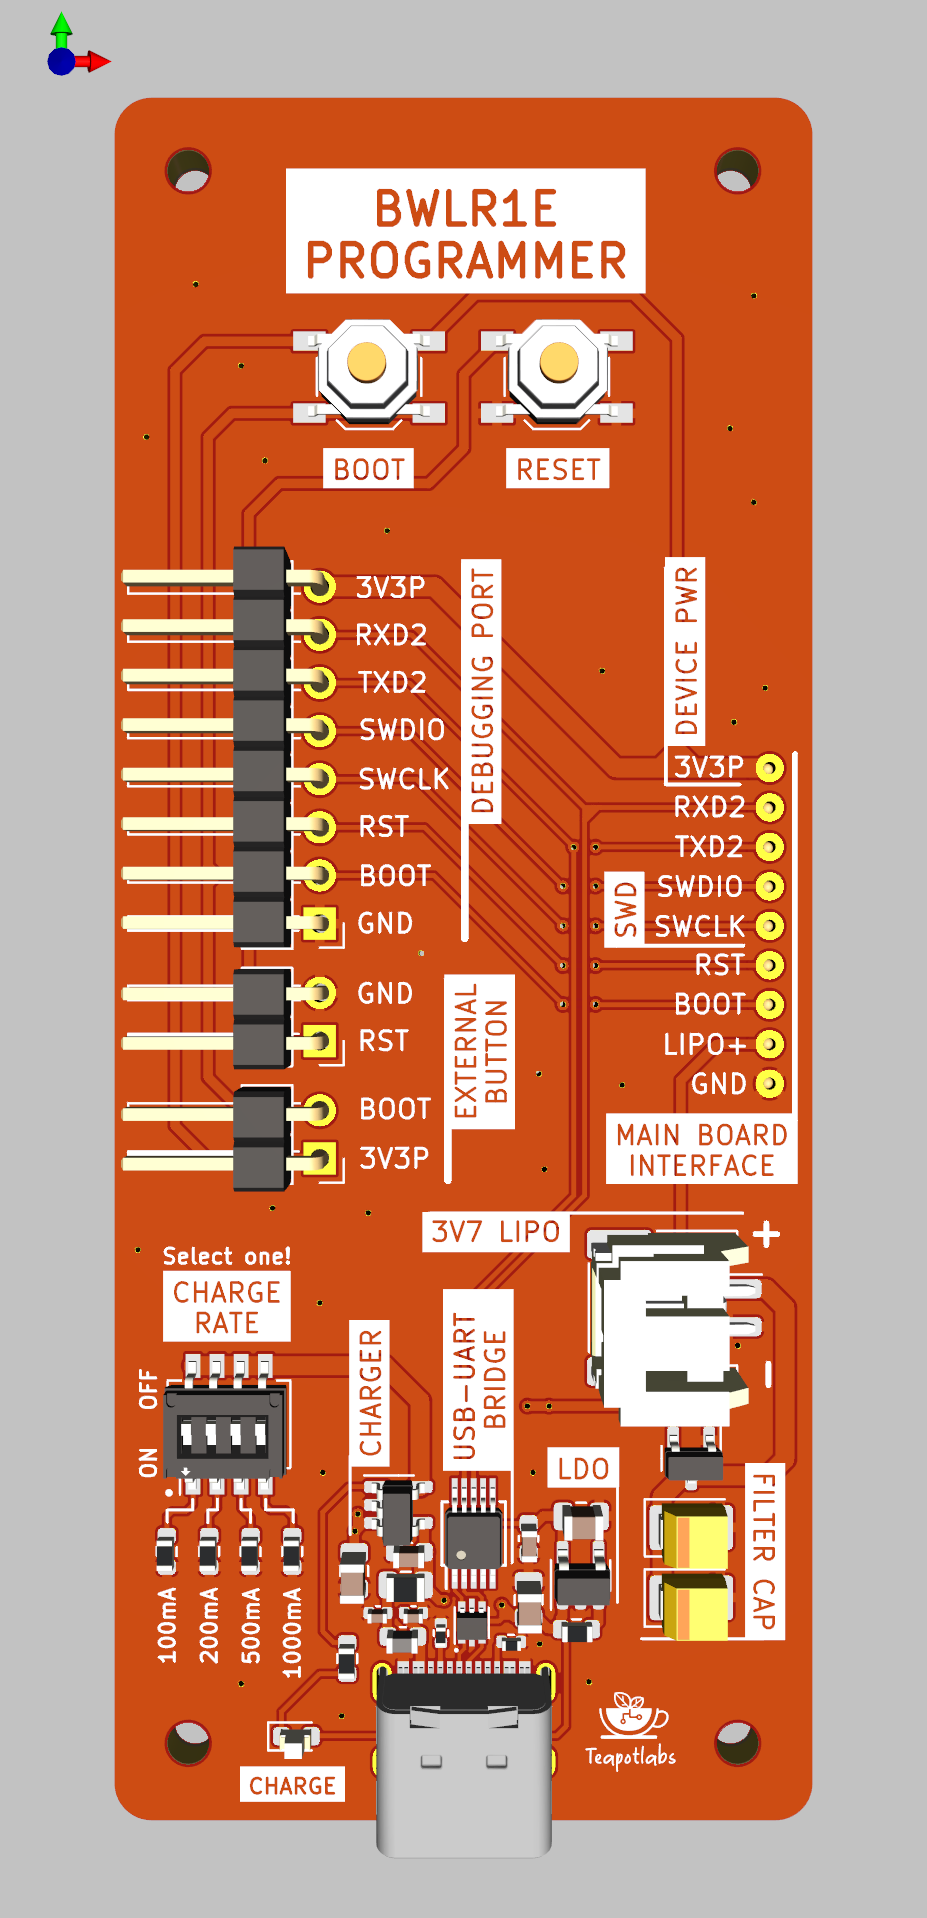 BWLR1E
PROGRAMMER
BOOT
RESET
3V3P
RXD2
TXD2
SWDIO
SWCLK
RST
BOOT
GND
DEBUGGING PORT
DEVICE PWR
3V3P
RXD2
TXD2
SWDIO
SWCLK
RST
BOOT
LIPO+
GND
SWD
MAIN BOARD
INTERFACE
GND
RST
BOOT
3V3P
EXTERNAL
BUTTON
3V7 LIPO
+
-
Select one!
CHARGE
RATE
OFF
ON
CHARGER
USB-UART
BRIDGE
LDO
FILTER CAP
100mA
200mA
500mA
1000mA
CHARGE
Teapotlabs